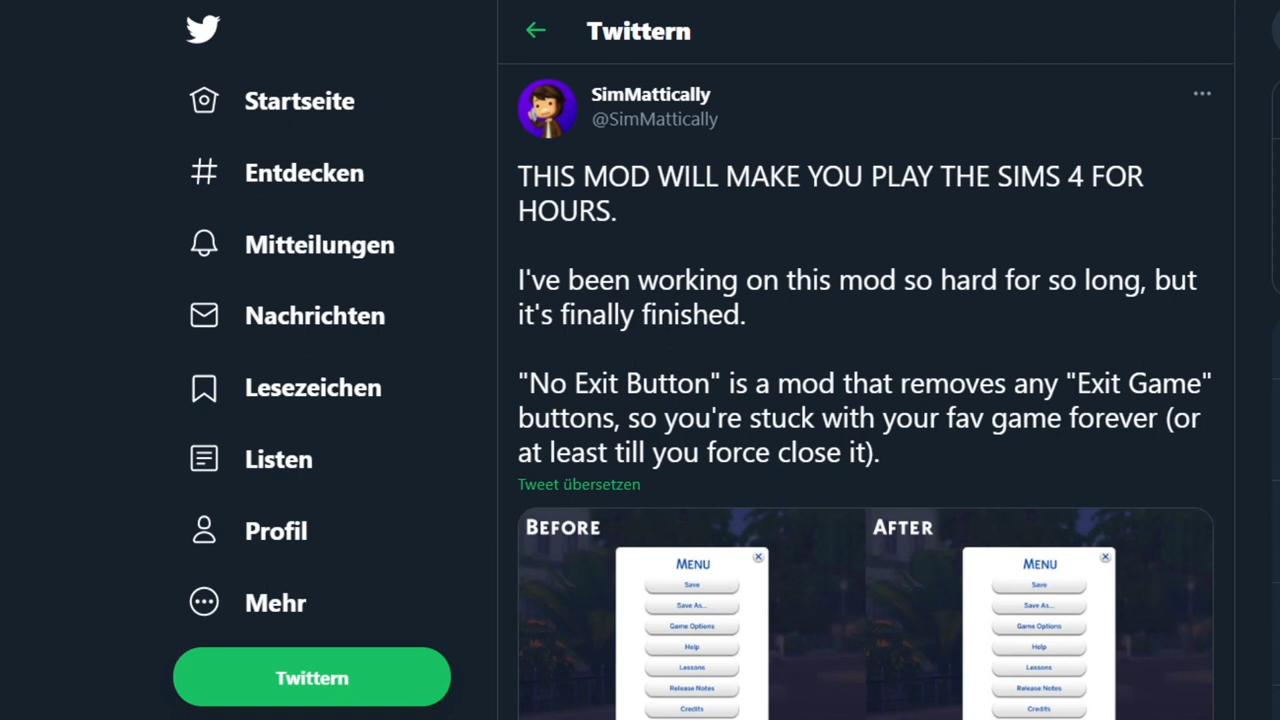 Twittern
Startseite
Entdecken
Mitteilungen
Nachrichten
Lesezeichen
Listen
Profil
Mehr
Twittern
SimMattically
@SimMattically
THIS MOD WILL MAKE YOU PLAY THE SIMS 4 FOR
HOURS.
I've been working on this mod so hard for so long, but
it's finally finished.
"No Exit Button" is a mod that removes any "Exit Game"
buttons, so you're stuck with your fav game forever (or
at least till you force close it).
Tweet übersetzen
BEFORE
MENU
Save
Save As...
Game Options
Help
Lessons
Release Notes
Credits
AFTER
MENU
Save
Save As...
Game Options
Help
Lessons
Release Notes
Credits